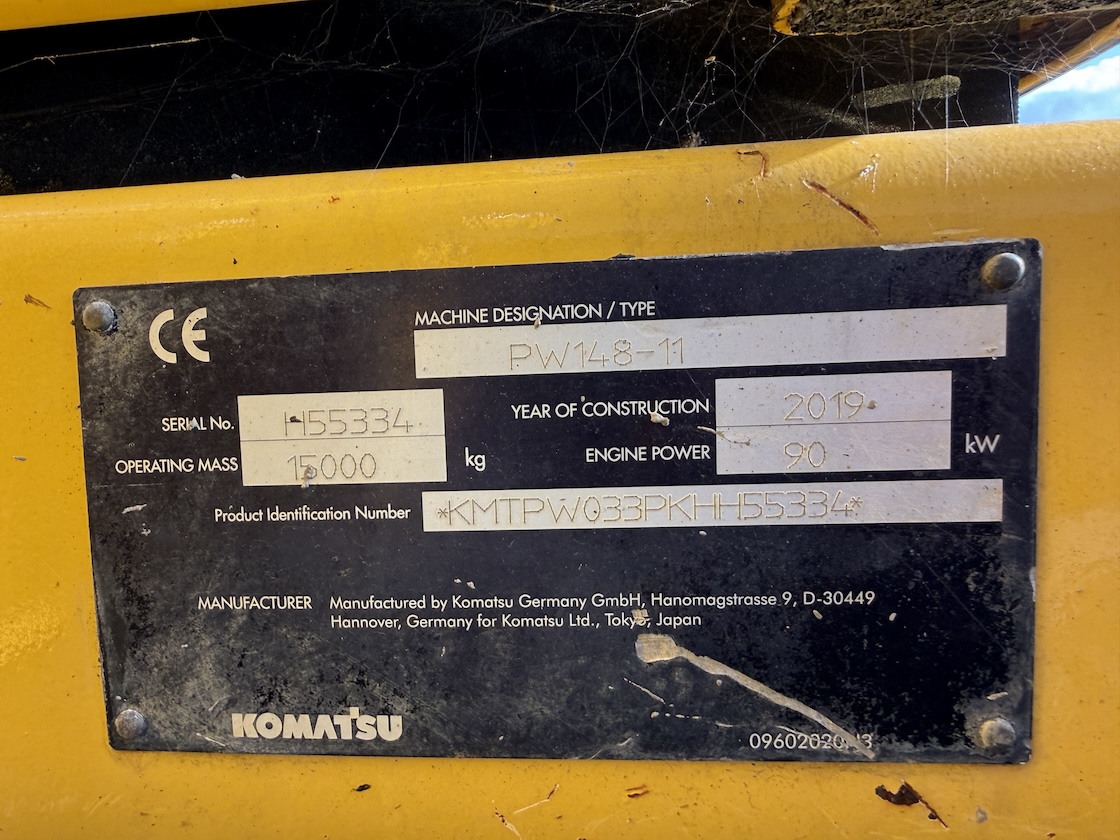 CE
MACHINE DESIGNATION / TYPE
PW148-11
SERIAL No. H55334
YEAR OF CONSTRUCTION 2019
OPERATING MASS 15000 kg
ENGINE POWER 90 kW
Product Identification Number *KMTPW033PKHH55334*
MANUFACTURER Manufactured by Komatsu Germany GmbH, Hanomagstrasse 9, D-30449
Hannover, Germany for Komatsu Ltd., Tokyo, Japan
KOMATSU